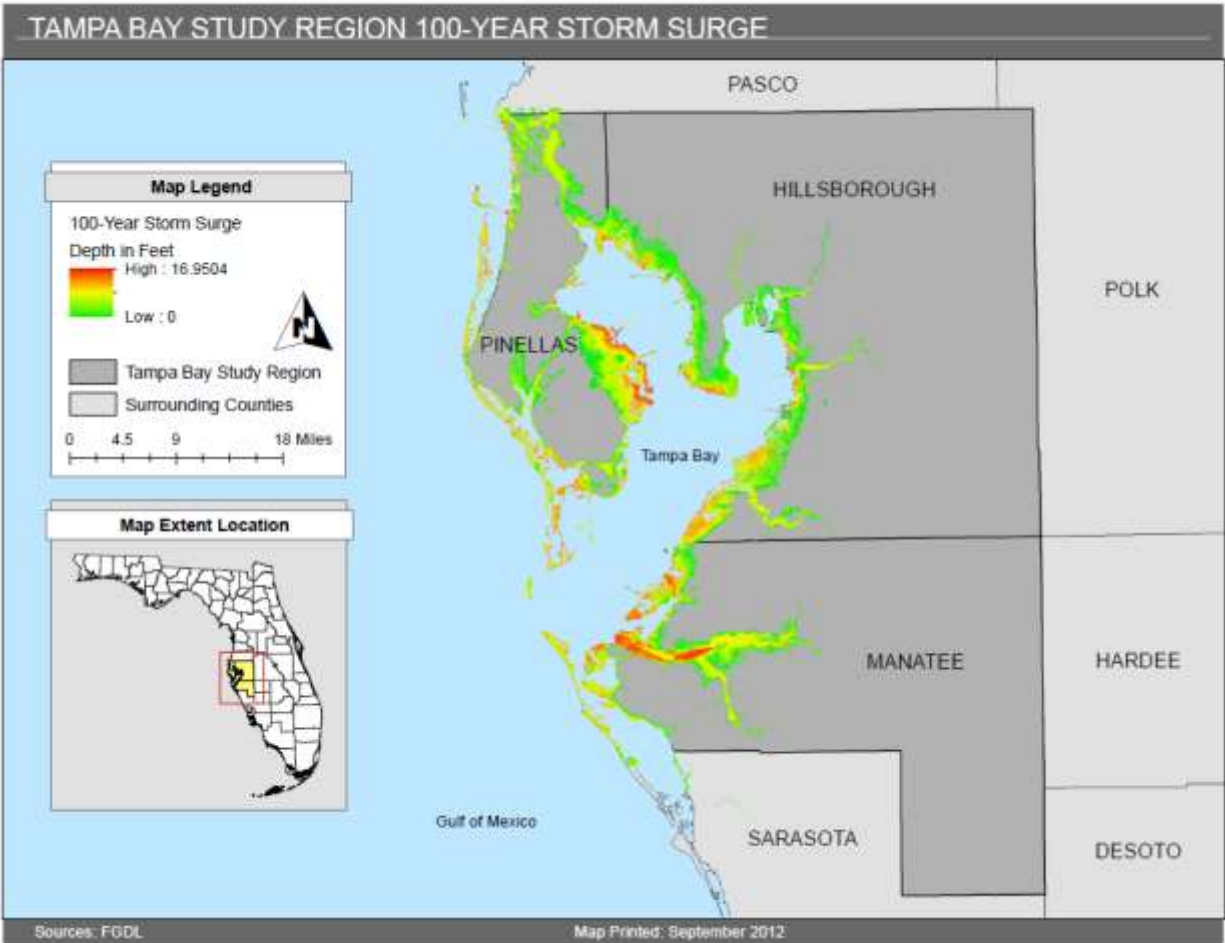 TAMPA BAY STUDY REGION 100-YEAR STORM SURGE
PASCO
HILLSBOROUGH
POLK
PINELLAS
Tampa Bay
MANATEE
HARDEE
Gulf of Mexico
SARASOTA
DESOTO
Map Legend
100-Year Storm Surge
Depth in Feet
High : 16.9504
Low : 0
N
Tampa Bay Study Region
Surrounding Counties
0 4.5 9 18 Miles
Map Extent Location
Sources: FGDL
Map Printed: September 2012